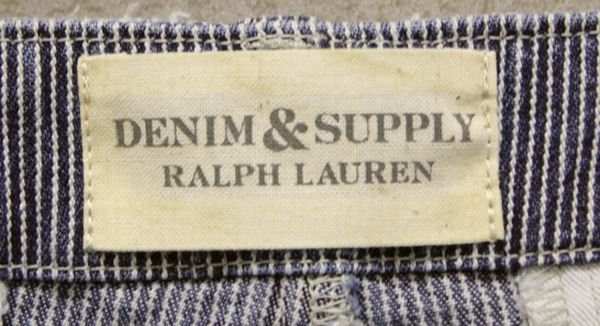 DENIM & SUPPLY
RALPH LAUREN